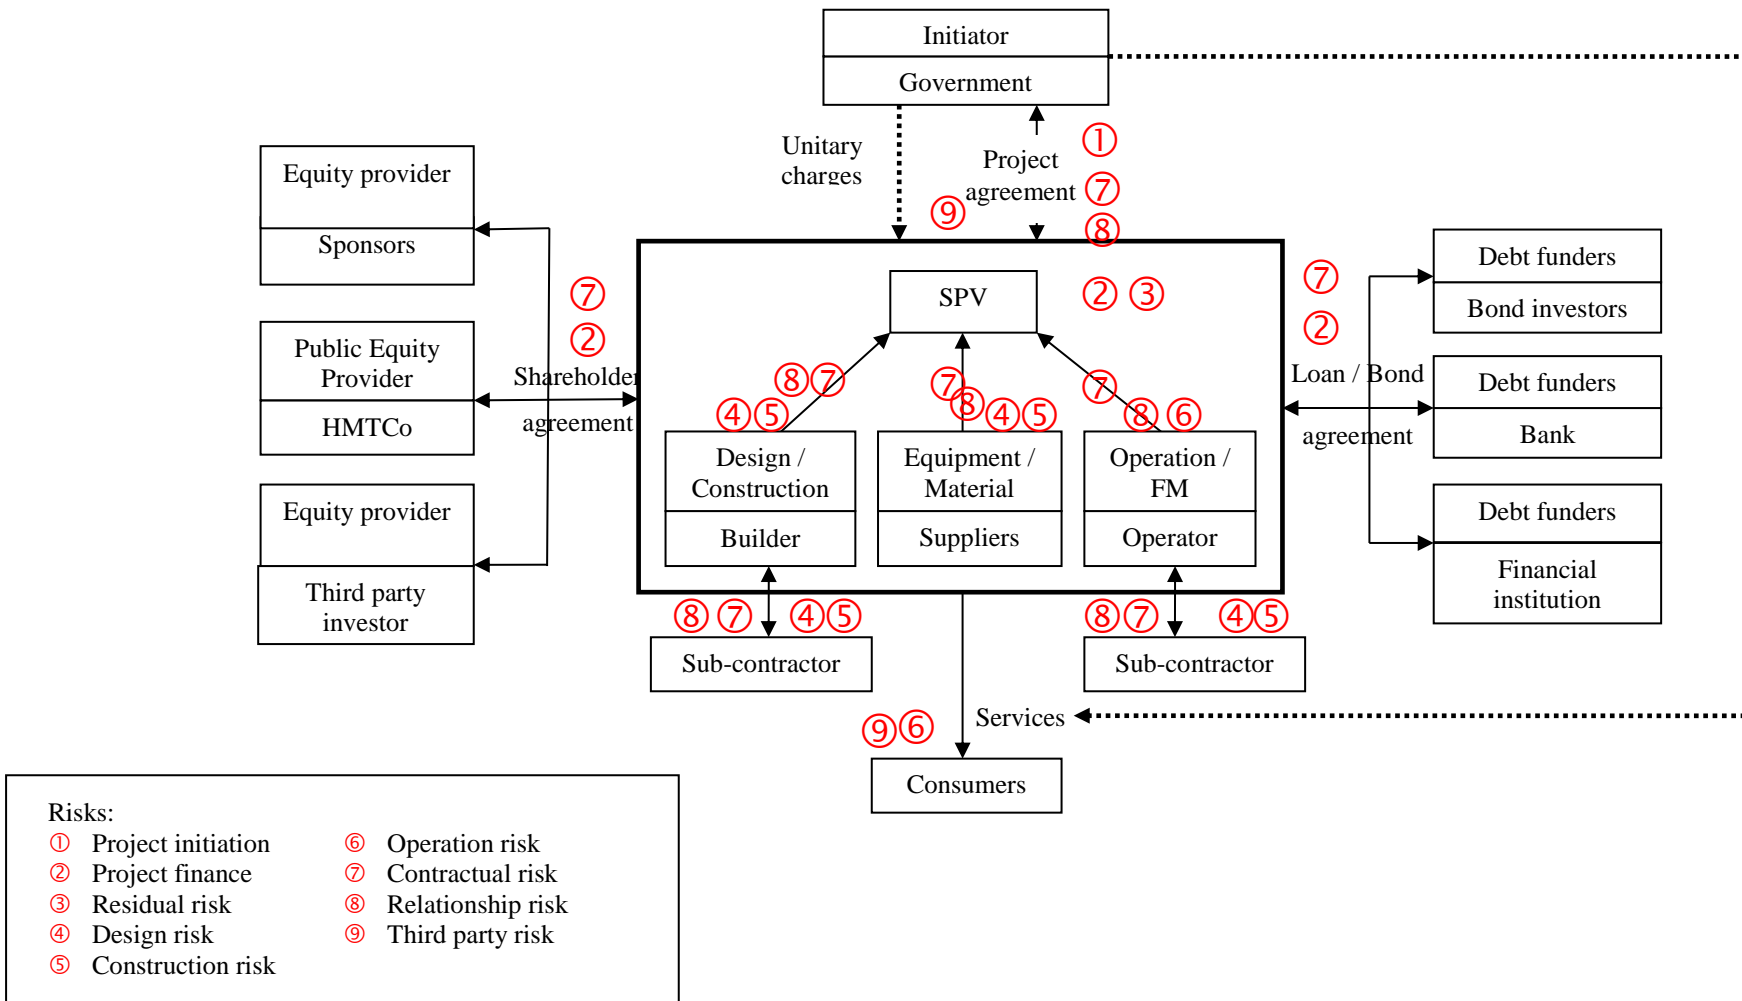 Initiator
Government
Unitary
charges
Project
agreement
①
⑦
⑧
⑨
Equity provider
Sponsors
Public Equity
Provider
HMTCo
Equity provider
Third party
investor
⑦
②
Shareholder
agreement
SPV
② ③
⑧⑦
④⑤
⑦
⑧
④⑤
⑦
⑧ ⑥
Design /
Construction
Builder
Equipment /
Material
Suppliers
Operation /
FM
Operator
⑦
②
Loan / Bond
agreement
Debt funders
Bond investors
Debt funders
Bank
Debt funders
Financial
institution
⑧ ⑦ ④⑤
Sub-contractor
⑧⑦ ④⑤
Sub-contractor
⑨⑥
Services
Consumers
Risks:
① Project initiation
② Project finance
③ Residual risk
④ Design risk
⑤ Construction risk
⑥ Operation risk
⑦ Contractual risk
⑧ Relationship risk
⑨ Third party risk